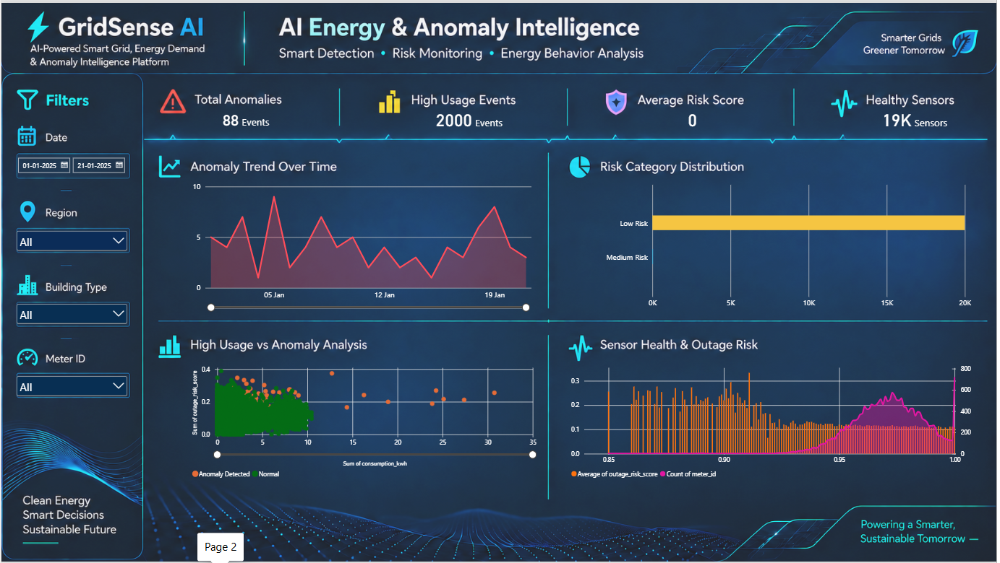 GridSense AI
AI-Powered Smart Grid, Energy Demand
& Anomaly Intelligence Platform
AI Energy & Anomaly Intelligence
Smart Detection • Risk Monitoring • Energy Behavior Analysis
Smarter Grids
Greener Tomorrow
Filters
Date
01-01-2025
21-01-2025
Region
All
Building Type
All
Meter ID
All
Clean Energy
Smart Decisions
Sustainable Future
Total Anomalies
88 Events
High Usage Events
2000 Events
Average Risk Score
0
Healthy Sensors
19K Sensors
Anomaly Trend Over Time
10
5
0
05 Jan
12 Jan
19 Jan
Risk Category Distribution
Low Risk
Medium Risk
0K
5K
10K
15K
20K
High Usage vs Anomaly Analysis
Sum of outage_risk_score
0.4
0.2
0.0
0
5
10
15
20
25
30
35
Sum of consumption_kwh
Anomaly Detected
Normal
Sensor Health & Outage Risk
0.3
0.2
0.1
0.0
800
600
400
200
0
0.85
0.90
0.95
1.00
Average of outage_risk_score
Count of meter_id
Powering a Smarter,
Sustainable Tomorrow —
Page 2